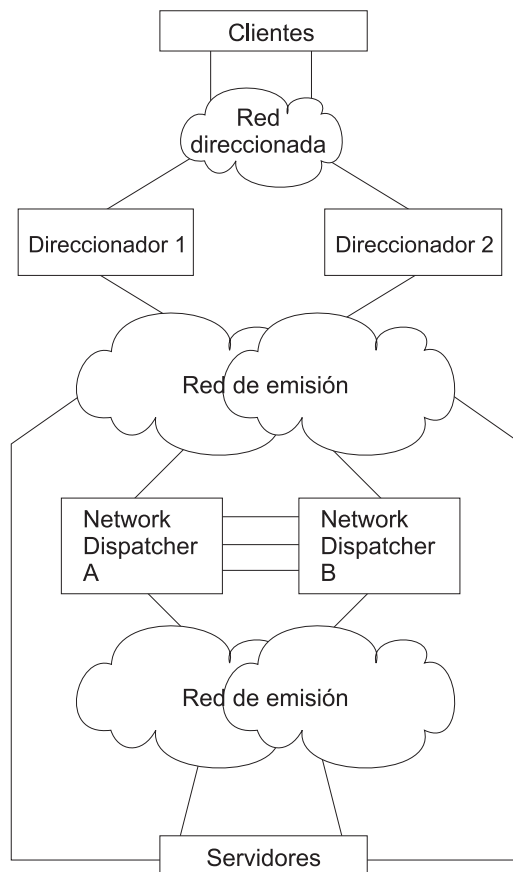 Clientes
Red
direccionada
Direccionador 1
Direccionador 2
Red de emisión
Network
Dispatcher
A
Network
Dispatcher
B
Red de emisión
Servidores